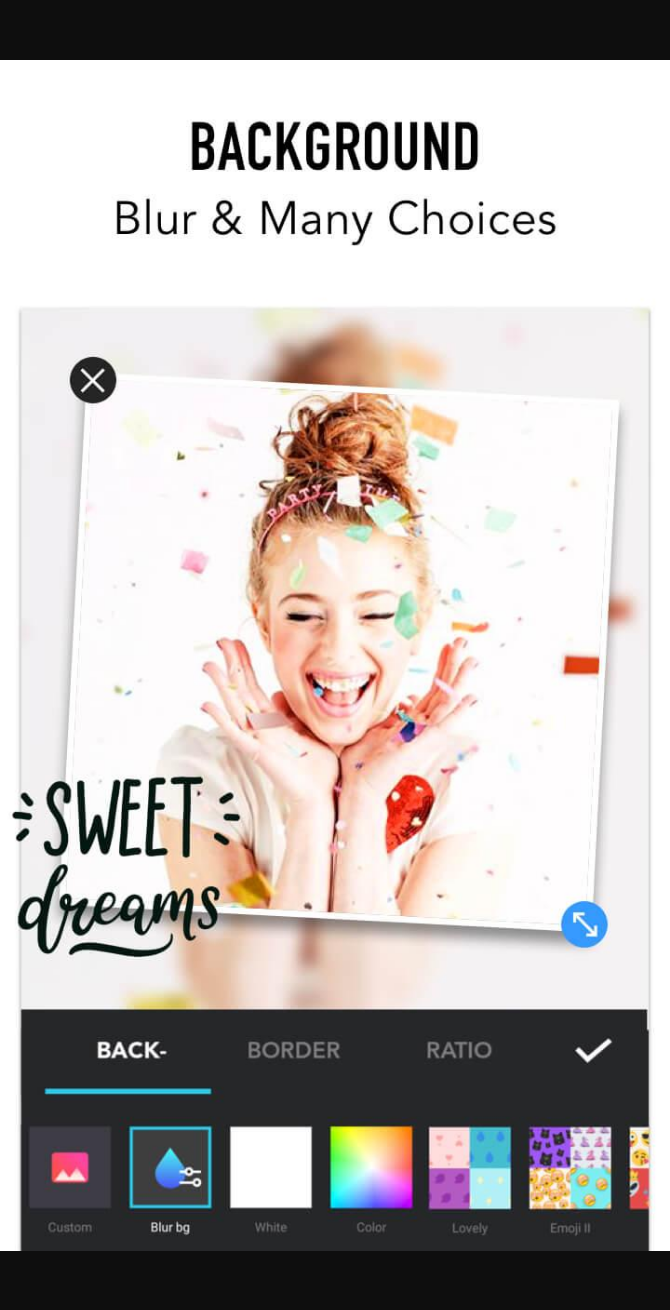 BACKGROUND
Blur & Many Choices
PARTY
SWEET
dreams
BACK-
BORDER
RATIO
Custom
Blur bg
White
Color
Lovely
Emoji II